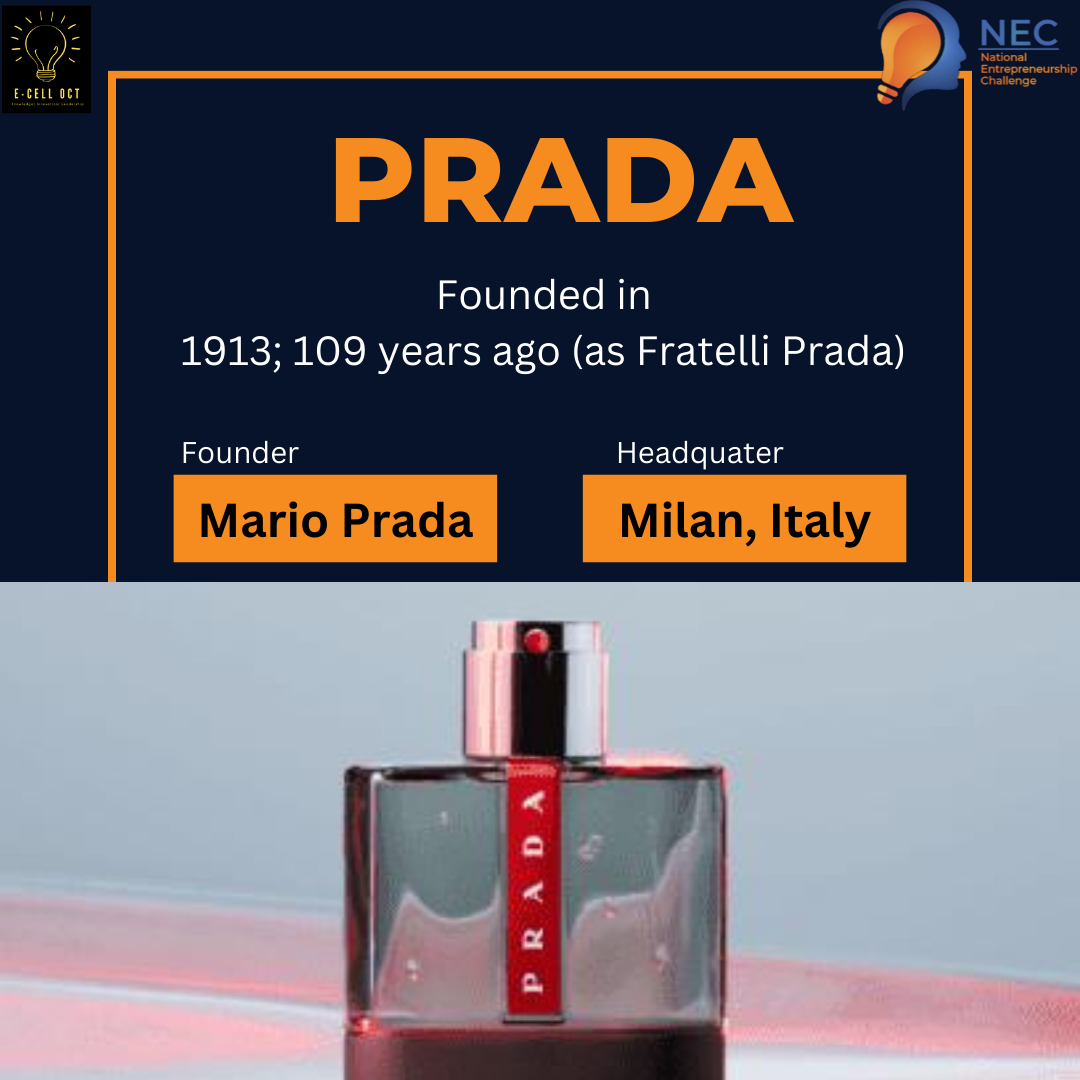 E-CELL OCT
NEC
National
Entrepreneurship
Challenge
PRADA
Founded in
1913; 109 years ago (as Fratelli Prada)
Founder
Headquater
Mario Prada
Milan, Italy
PRADA